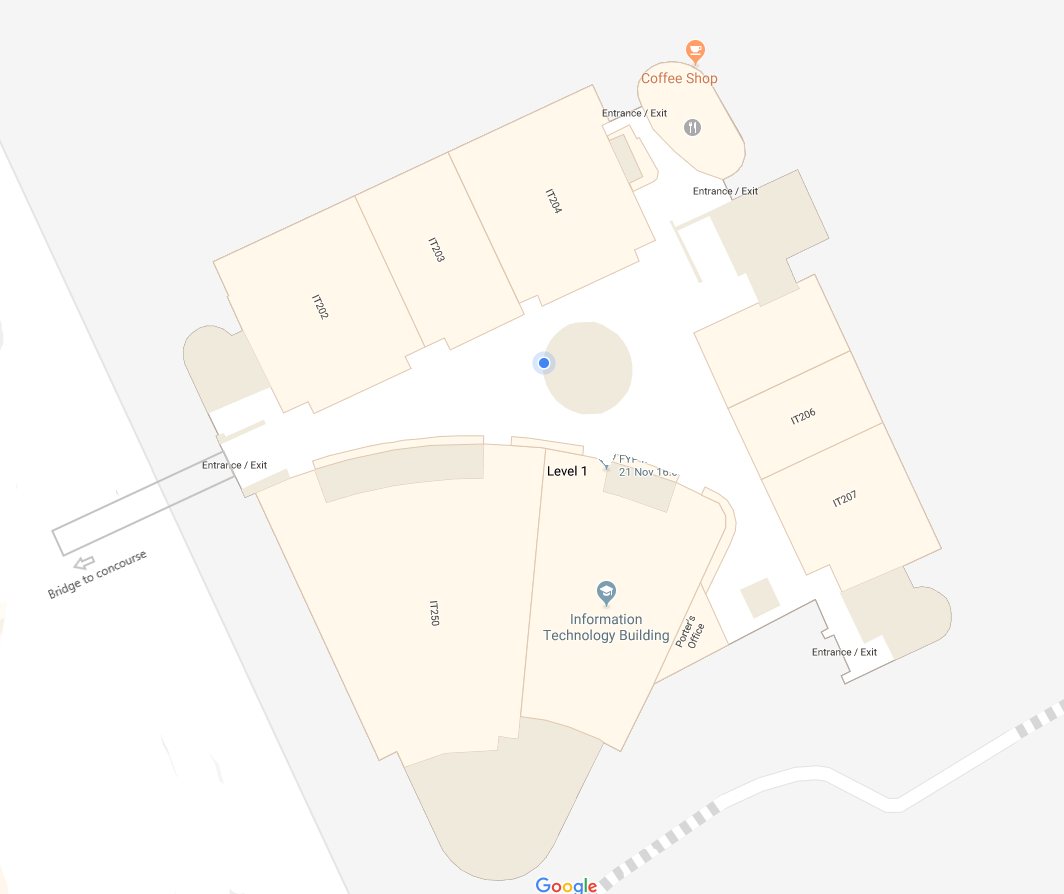 Coffee Shop
Entrance / Exit
Entrance / Exit
IT204
IT203
IT202
IT206
Entrance / Exit
Level 1
21 Nov 16:
IT207
Bridge to concourse
IT250
Information
Technology Building
Porter's
Office
Entrance / Exit
Google